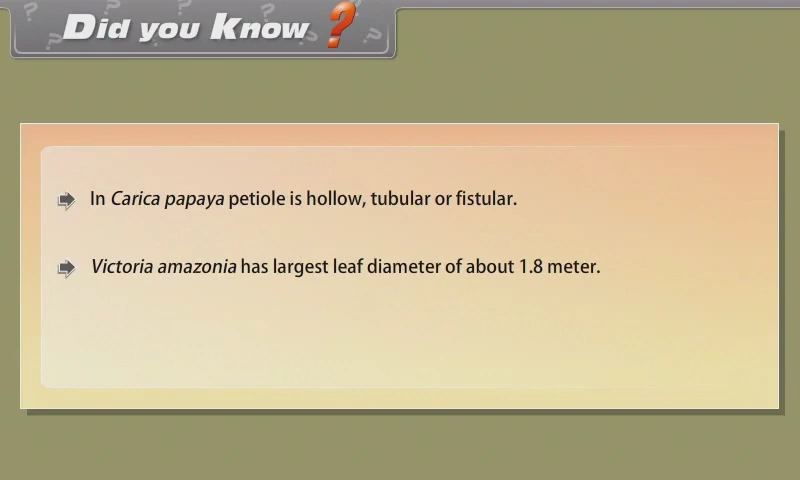 Did you Know ?
In Carica papaya petiole is hollow, tubular or fistular.
Victoria amazonia has largest leaf diameter of about 1.8 meter.